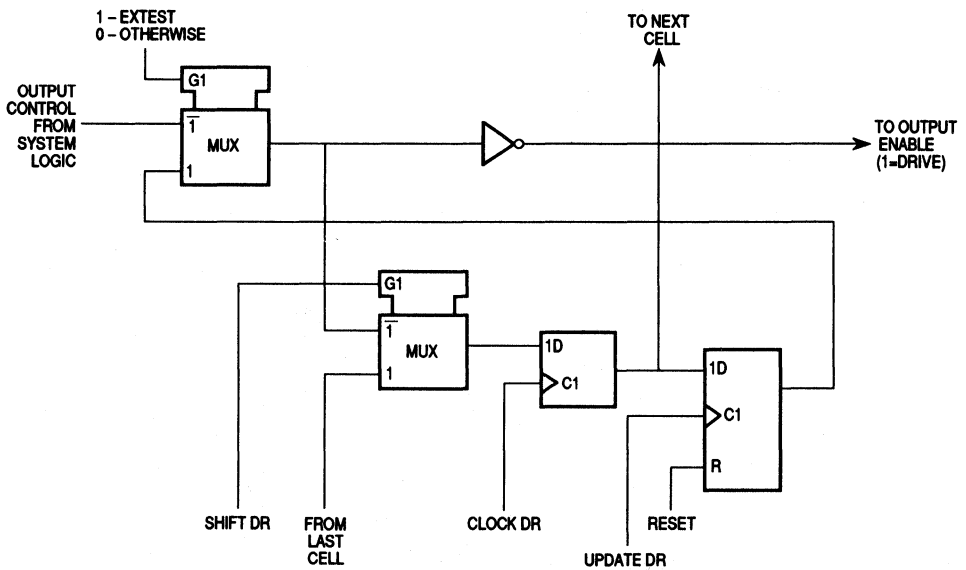 1 – EXTEST
0 – OTHERWISE
TO NEXT
CELL
G1
OUTPUT
CONTROL
FROM
SYSTEM
LOGIC
1
MUX
1
TO OUTPUT
ENABLE
(1=DRIVE)
G1
1
MUX
1
1D
C1
1D
C1
R
SHIFT DR
FROM
LAST
CELL
CLOCK DR
RESET
UPDATE DR